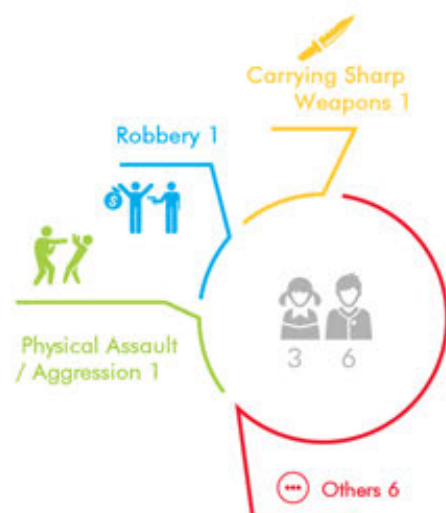 Carrying Sharp
Weapons 1
Robbery 1
$
Physical Assault
/ Aggression 1
3 6
Others 6